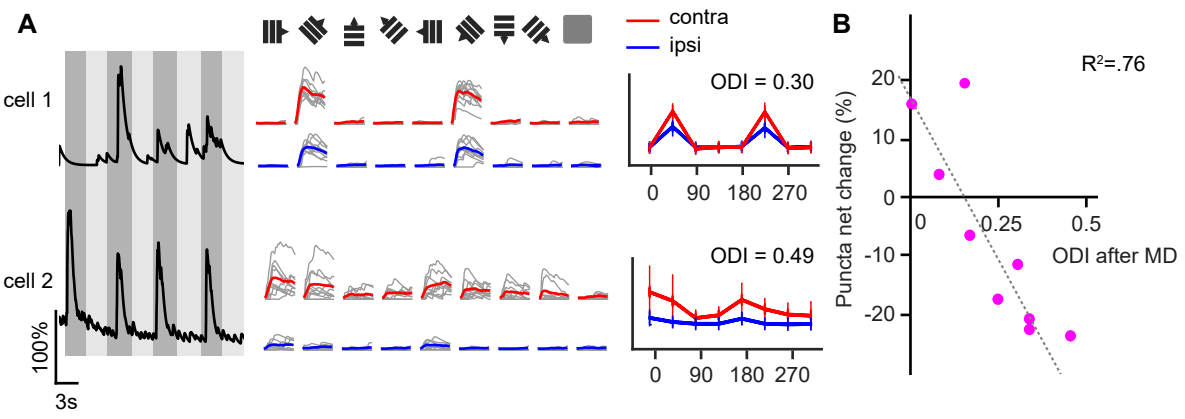 A
cell 1
cell 2
100%
3s
contra
ipsi
ODI = 0.30
0 90 180 270
ODI = 0.49
0 90 180 270
B
R²=.76
Puncta net change (%)
20
10
0
-10
-20
0 0.25 0.5
ODI after MD